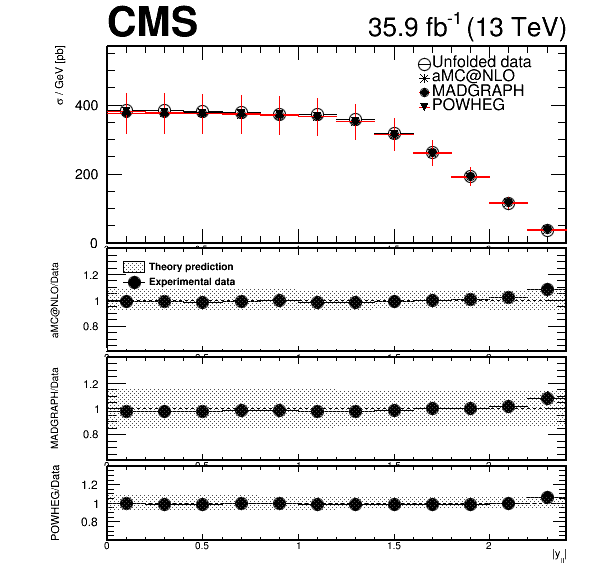 CMS 35.9 fb⁻¹ (13 TeV)
σ / GeV [pb]
Unfolded data
aMC@NLO
MADGRAPH
POWHEG
400
200
0
aMC@NLO/Data
Theory prediction
Experimental data
1.2
1
0.8
MADGRAPH/Data
1.2
1
0.8
POWHEG/Data
1.2
1
0.8
0 0.5 1 1.5 2
|y_ll|